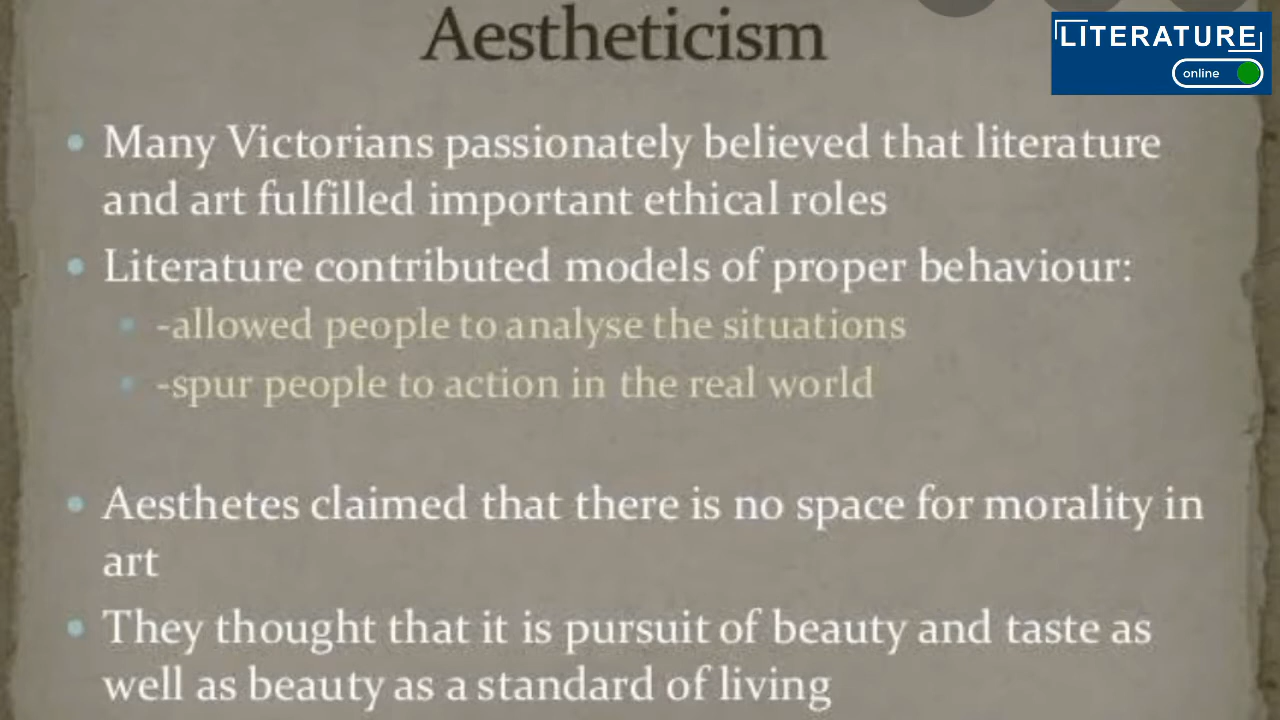 Aestheticism
LITERATURE
online
• Many Victorians passionately believed that literature
and art fulfilled important ethical roles
• Literature contributed models of proper behaviour:
• -allowed people to analyse the situations
• -spur people to action in the real world
• Aesthetes claimed that there is no space for morality in
art
• They thought that it is pursuit of beauty and taste as
well as beauty as a standard of living